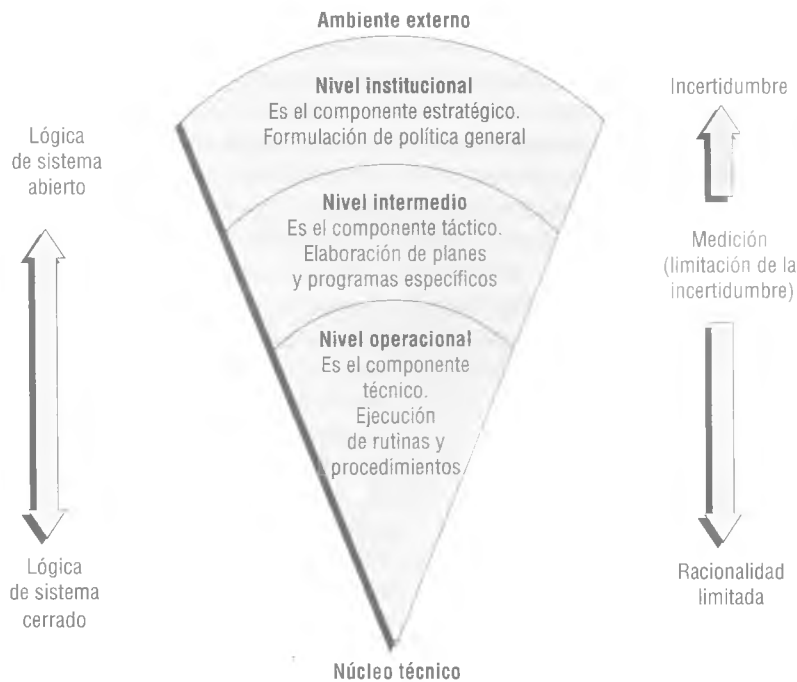 Ambiente externo
Nivel institucional
Es el componente estratégico.
Formulación de política general
Nivel intermedio
Es el componente táctico.
Elaboración de planes
y programas específicos
Nivel operacional
Es el componente
técnico.
Ejecución
de rutinas y
procedimientos
Núcleo técnico
Lógica
de sistema
abierto
Lógica
de sistema
cerrado
Incertidumbre
Medición
(limitación de la
incertidumbre)
Racionalidad
limitada